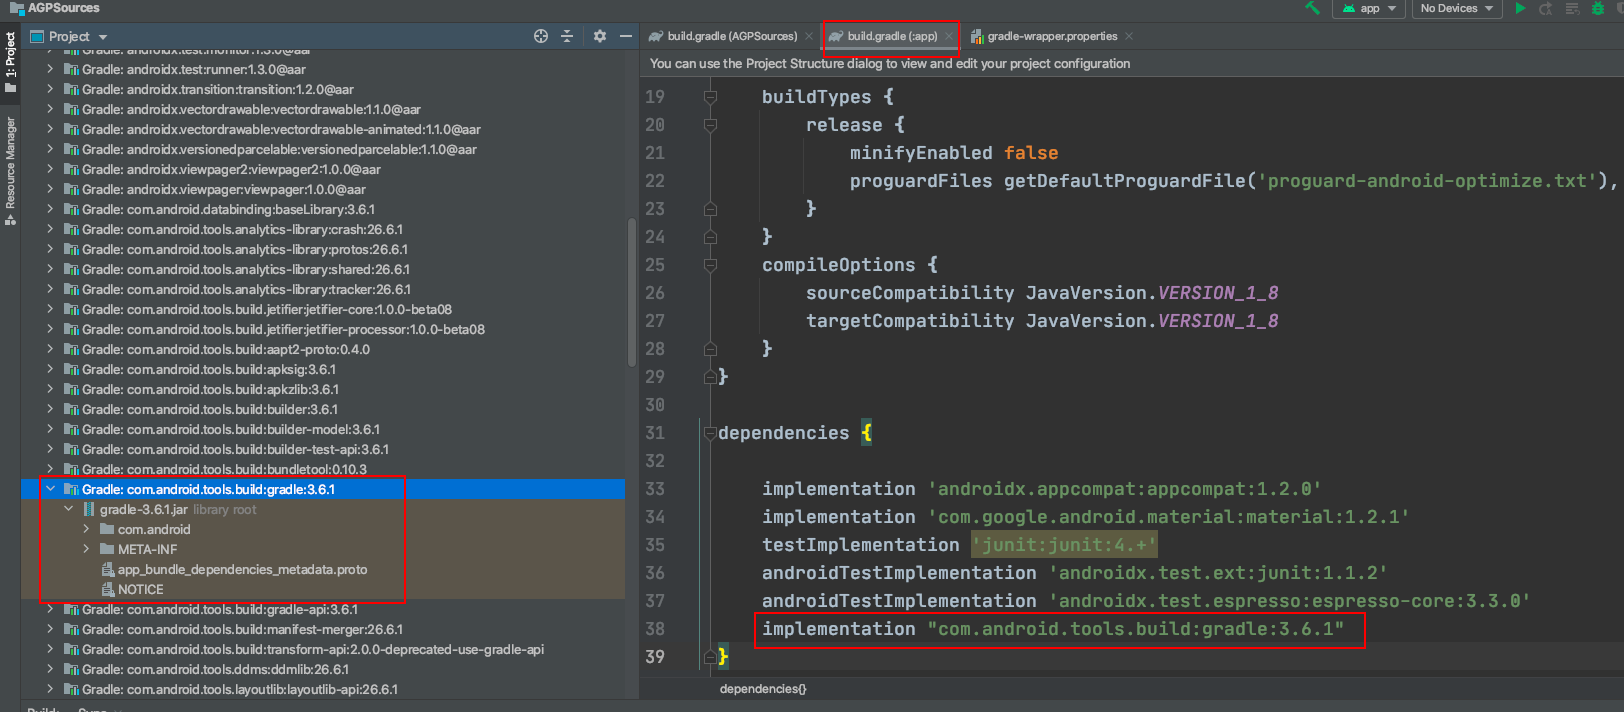 AGPSources
app
No Devices
1: Project
Resource Manager
Project
build.gradle (AGPSources)
build.gradle (:app)
gradle-wrapper.properties
You can use the Project Structure dialog to view and edit your project configuration
Gradle: androidx.test:monitor:1.3.0@aar
Gradle: androidx.test:runner:1.3.0@aar
Gradle: androidx.transition:transition:1.2.0@aar
Gradle: androidx.vectordrawable:vectordrawable:1.1.0@aar
Gradle: androidx.vectordrawable:vectordrawable-animated:1.1.0@aar
Gradle: androidx.versionedparcelable:versionedparcelable:1.1.0@aar
Gradle: androidx.viewpager2:viewpager2:1.0.0@aar
Gradle: androidx.viewpager:viewpager:1.0.0@aar
Gradle: com.android.databinding:baseLibrary:3.6.1
Gradle: com.android.tools.analytics-library:crash:26.6.1
Gradle: com.android.tools.analytics-library:protos:26.6.1
Gradle: com.android.tools.analytics-library:shared:26.6.1
Gradle: com.android.tools.analytics-library:tracker:26.6.1
Gradle: com.android.tools.build.jetifier:jetifier-core:1.0.0-beta08
Gradle: com.android.tools.build.jetifier:jetifier-processor:1.0.0-beta08
Gradle: com.android.tools.build:aapt2-proto:0.4.0
Gradle: com.android.tools.build:apksig:3.6.1
Gradle: com.android.tools.build:apkzlib:3.6.1
Gradle: com.android.tools.build:builder:3.6.1
Gradle: com.android.tools.build:builder-model:3.6.1
Gradle: com.android.tools.build:builder-test-api:3.6.1
Gradle: com.android.tools.build:bundletool:0.10.3
Gradle: com.android.tools.build:gradle:3.6.1
gradle-3.6.1.jar library root
com.android
META-INF
app_bundle_dependencies_metadata.proto
NOTICE
Gradle: com.android.tools.build:gradle-api:3.6.1
Gradle: com.android.tools.build:manifest-merger:26.6.1
Gradle: com.android.tools.build:transform-api:2.0.0-deprecated-use-gradle-api
Gradle: com.android.tools.ddms:ddmlib:26.6.1
Gradle: com.android.tools.layoutlib:layoutlib-api:26.6.1
19 buildTypes {
20 release {
21 minifyEnabled false
22 proguardFiles getDefaultProguardFile('proguard-android-optimize.txt'),
23 }
24 }
25 compileOptions {
26 sourceCompatibility JavaVersion.VERSION_1_8
27 targetCompatibility JavaVersion.VERSION_1_8
28 }
29 }
30
31 dependencies {
32
33 implementation 'androidx.appcompat:appcompat:1.2.0'
34 implementation 'com.google.android.material:material:1.2.1'
35 testImplementation 'junit:junit:4.+'
36 androidTestImplementation 'androidx.test.ext:junit:1.1.2'
37 androidTestImplementation 'androidx.test.espresso:espresso-core:3.3.0'
38 implementation "com.android.tools.build:gradle:3.6.1"
39 }
dependencies{}
Build: Sync